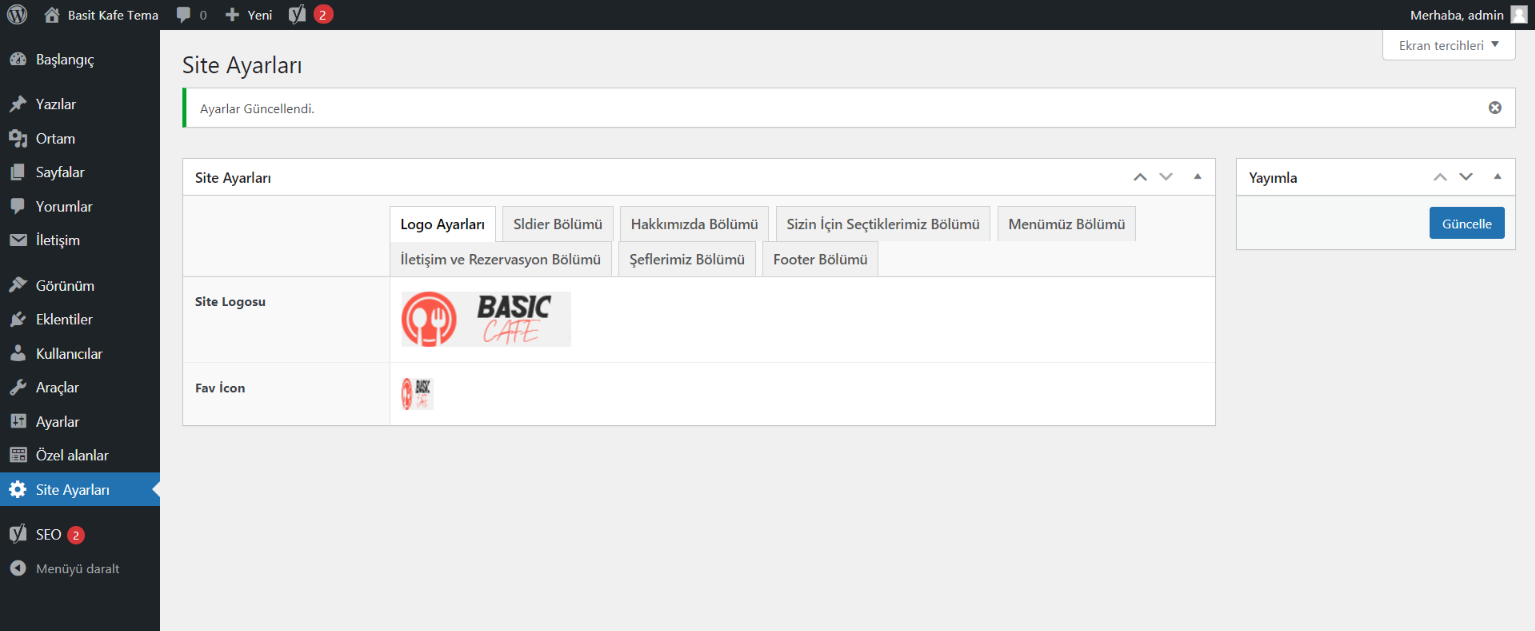 Basit Kafe Tema 0 Yeni 2 Merhaba, admin
Ekran tercihleri
Başlangıç
Yazılar
Ortam
Sayfalar
Yorumlar
İletişim
Görünüm
Eklentiler
Kullanıcılar
Araçlar
Ayarlar
Özel alanlar
Site Ayarları
SEO 2
Menüyü daralt
Site Ayarları
Ayarlar Güncellendi.
Site Ayarları
Logo Ayarları Sldier Bölümü Hakkımızda Bölümü Sizin İçin Seçtiklerimiz Bölümü Menümüz Bölümü
İletişim ve Rezervasyon Bölümü Şeflerimiz Bölümü Footer Bölümü
Site Logosu
BASIC
CAFE
Fav İcon
BASIC
CAFE
Yayımla
Güncelle